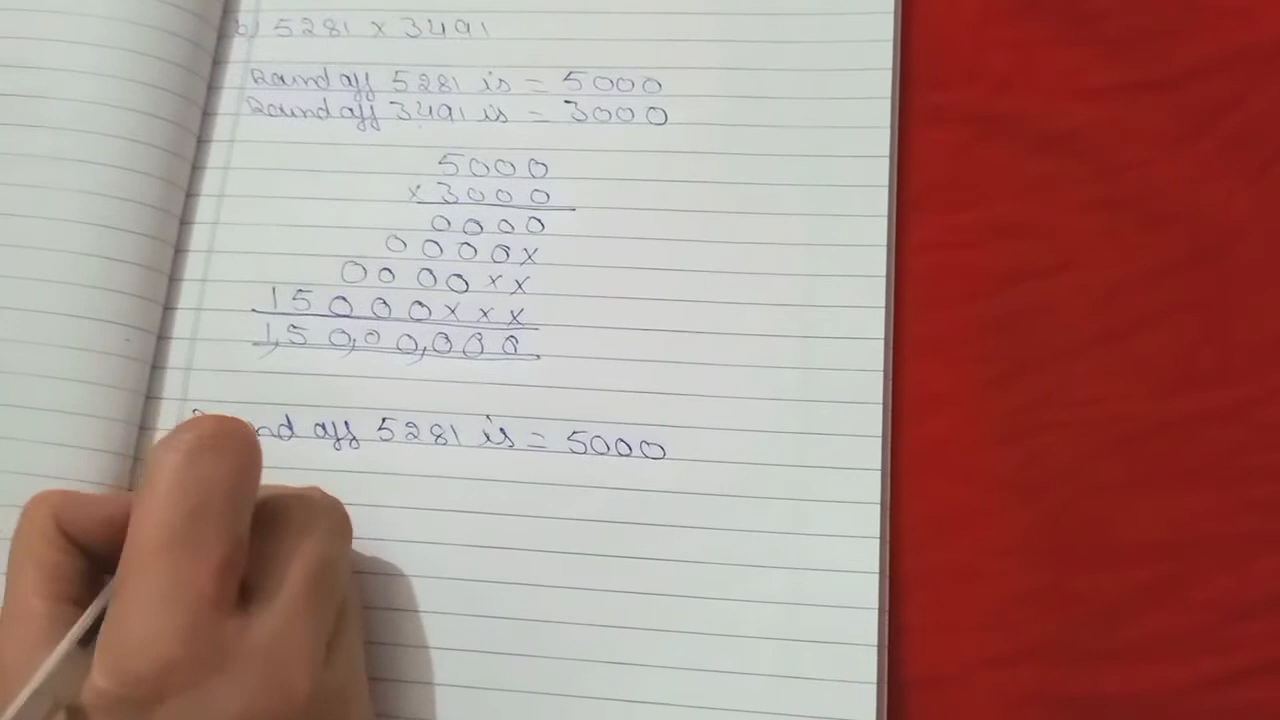 b) 5281 x 3491
Round off 5281 is = 5000
Round off 3491 is = 3000
5000
x 3000
0000
0000x
0000xx
15000xxx
1,50,00,000
off 5281 is = 5000